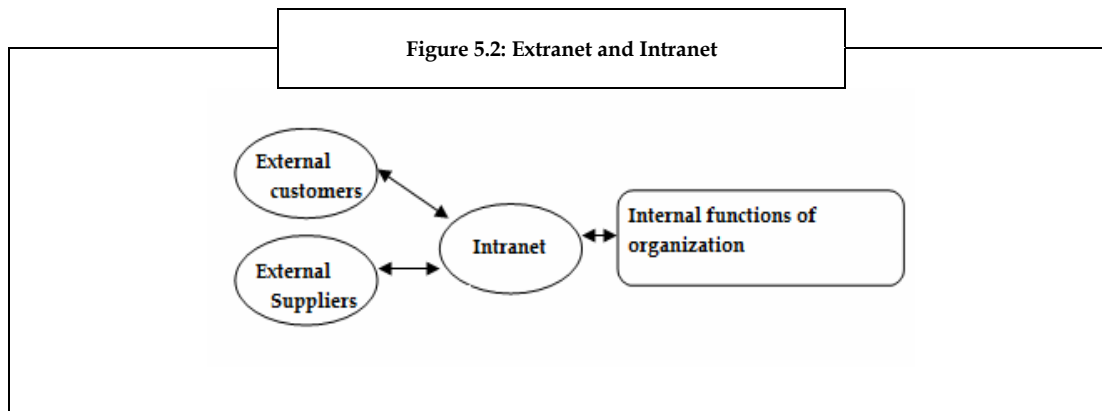 Figure 5.2: Extranet and Intranet
External
customers
External
Suppliers
Intranet
Internal functions of
organization